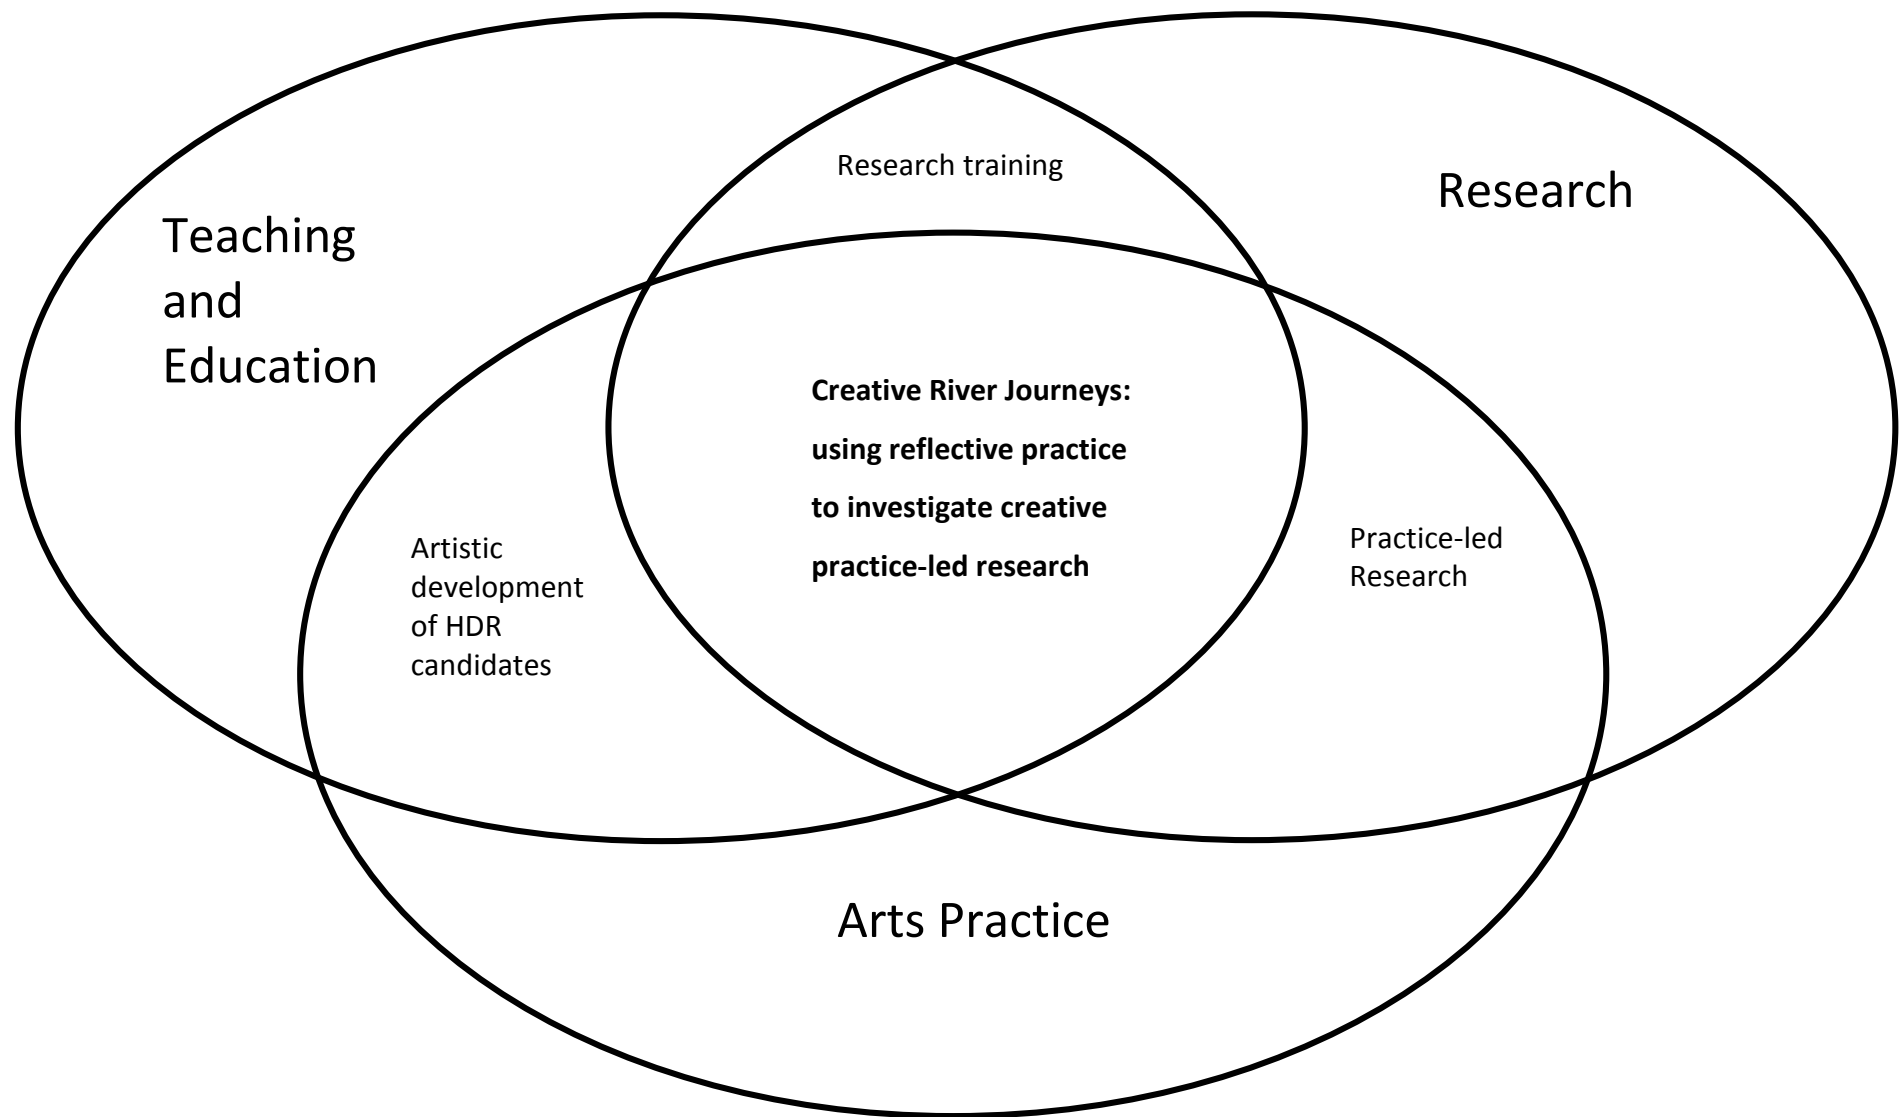 Research training
Research
Teaching
and
Education
Creative River Journeys:
using reflective practice
to investigate creative
practice-led research
Artistic
development
of HDR
candidates
Practice-led
Research
Arts Practice